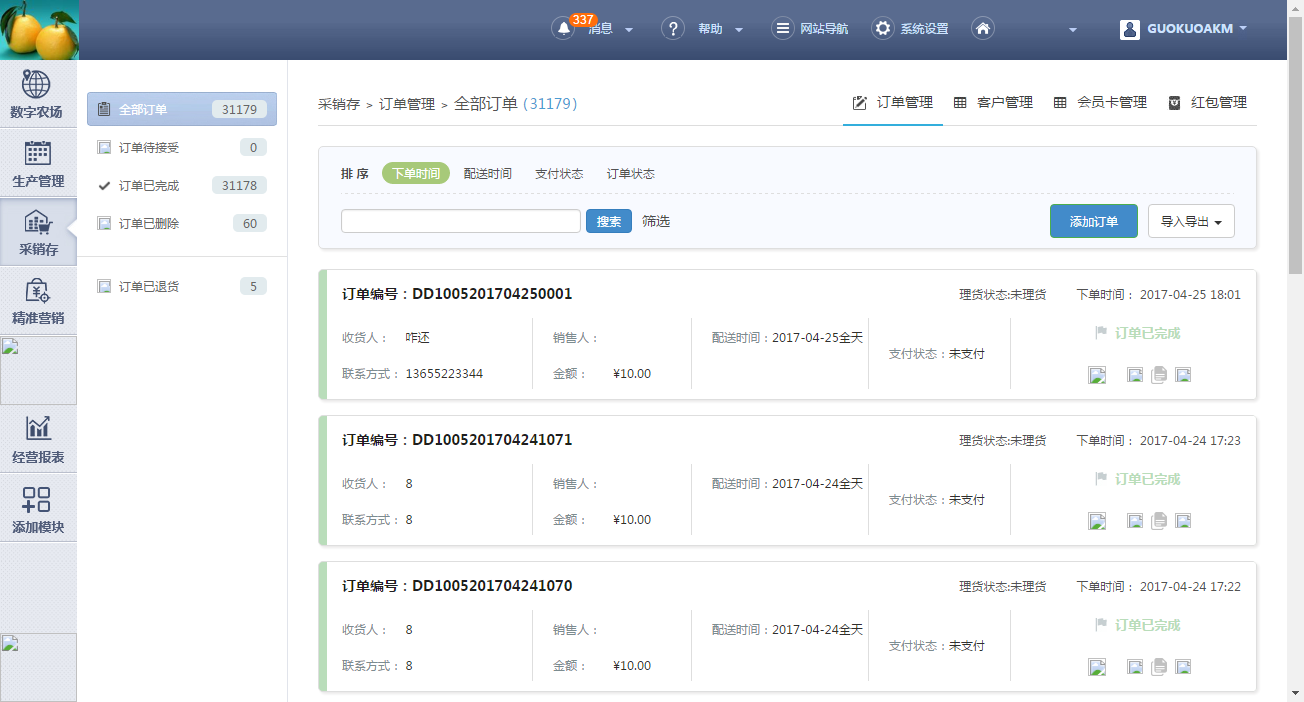 337
消息
帮助
网站导航
系统设置
GUOKUOAKM
数字农场
生产管理
采销存
精准营销
经营报表
添加模块
全部订单 31179
订单待接受 0
订单已完成 31178
订单已删除 60
订单已退货 5
采销存 > 订单管理 > 全部订单 (31179)
订单管理 客户管理 会员卡管理 红包管理
排 序 下单时间 配送时间 支付状态 订单状态
搜索 筛选 添加订单 导入导出
订单编号：DD1005201704250001 理货状态:未理货 下单时间： 2017-04-25 18:01
收货人： 咋还 销售人： 配送时间：2017-04-25全天 订单已完成
支付状态：未支付
联系方式： 13655223344 金额： ¥10.00
订单编号：DD1005201704241071 理货状态:未理货 下单时间： 2017-04-24 17:23
收货人： 8 销售人： 配送时间：2017-04-24全天 订单已完成
支付状态：未支付
联系方式： 8 金额： ¥10.00
订单编号：DD1005201704241070 理货状态:未理货 下单时间： 2017-04-24 17:22
收货人： 8 销售人： 配送时间：2017-04-24全天 订单已完成
支付状态：未支付
联系方式： 8 金额： ¥10.00